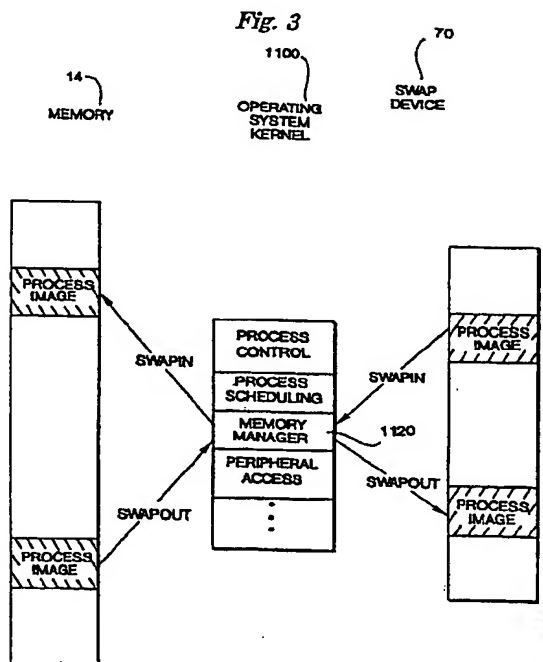 Fig. 3
14
MEMORY
1100
OPERATING
SYSTEM
KERNEL
70
SWAP
DEVICE
PROCESS
IMAGE
SWAPIN
PROCESS
CONTROL
PROCESS
SCHEDULING
MEMORY
MANAGER
PERIPHERAL
ACCESS
1120
SWAPIN
PROCESS
IMAGE
SWAPOUT
PROCESS
IMAGE
SWAPOUT
PROCESS
IMAGE